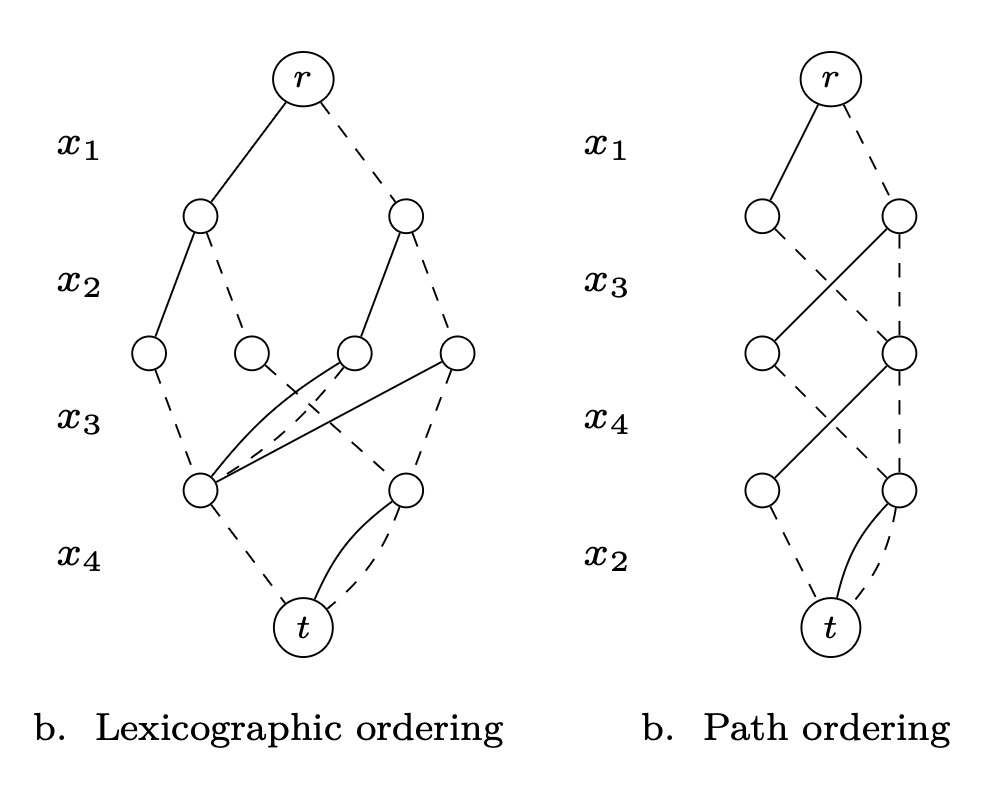 r
x1
x2
x3
x4
t
b. Lexicographic ordering
r
x1
x3
x4
x2
t
b. Path ordering